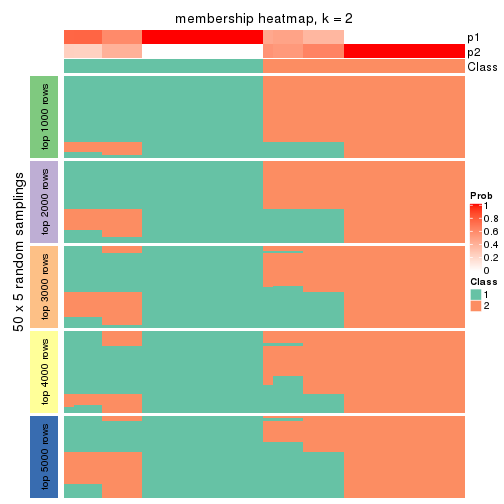 membership heatmap, k = 2
p1
p2
Class
50 x 5 random samplings
top 1000 rows
top 2000 rows
top 3000 rows
top 4000 rows
top 5000 rows
Prob
1
0.8
0.6
0.4
0.2
0
Class
1
2